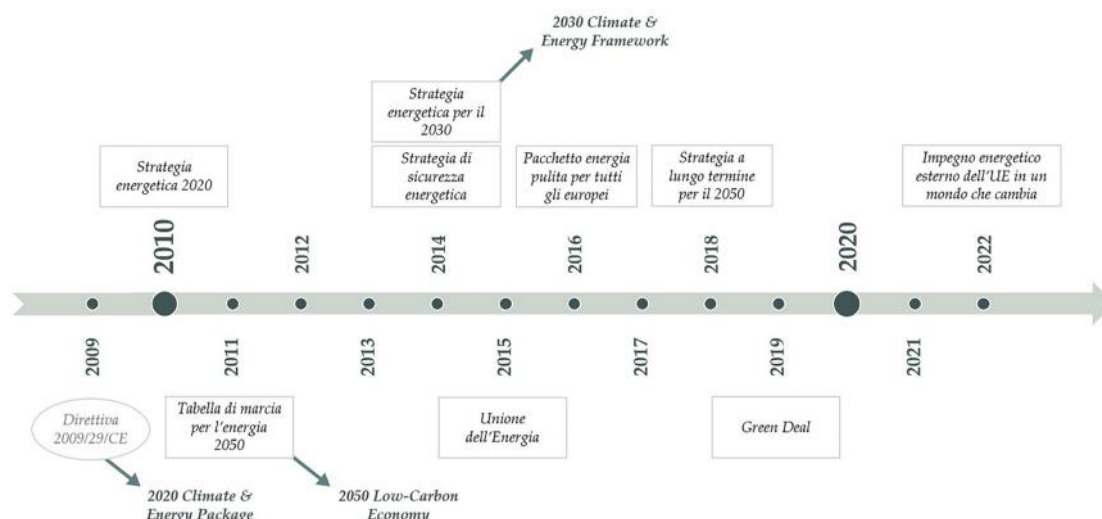 2030 Climate &
Energy Framework
Strategia
energetica per il
2030
Strategia
energetica 2020
Strategia di
sicurezza
energetica
Pacchetto energia
pulita per tutti
gli europei
Strategia a
lungo termine
per il 2050
Impegno energetico
esterno dell'UE in un
mondo che cambia
2010
2012
2014
2016
2018
2020
2022
2009
2011
2013
2015
2017
2019
2021
Direttiva
2009/29/CE
Tabella di marcia
per l'energia
2050
Unione
dell'Energia
Green Deal
2020 Climate &
Energy Package
2050 Low-Carbon
Economy